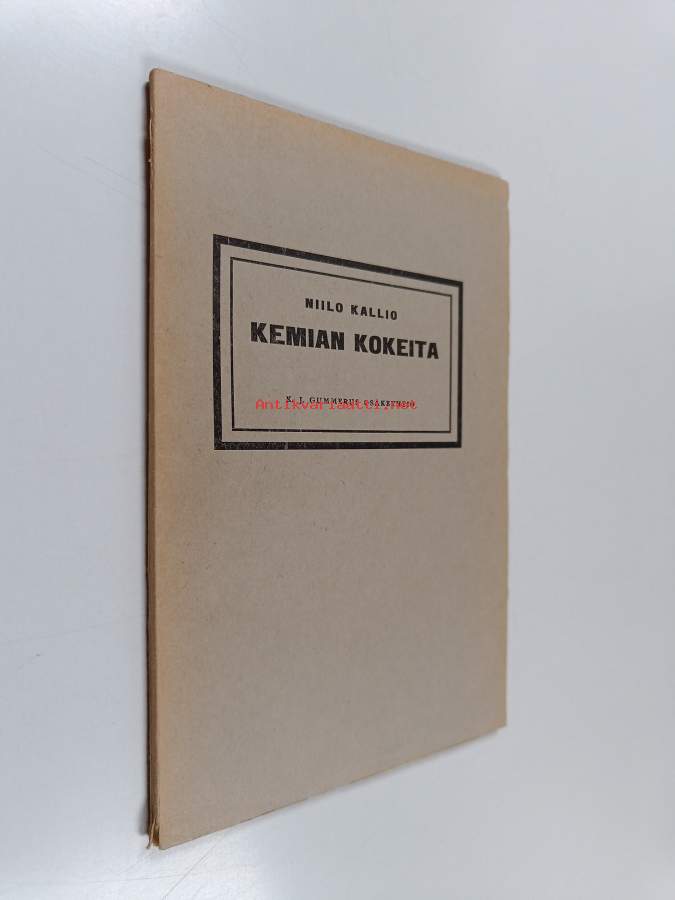 NIILO KALLIO
KEMIAN KOKEITA
K. J. GUMMERUS OSAKEYHTIÖ
Antikvariaatti.net